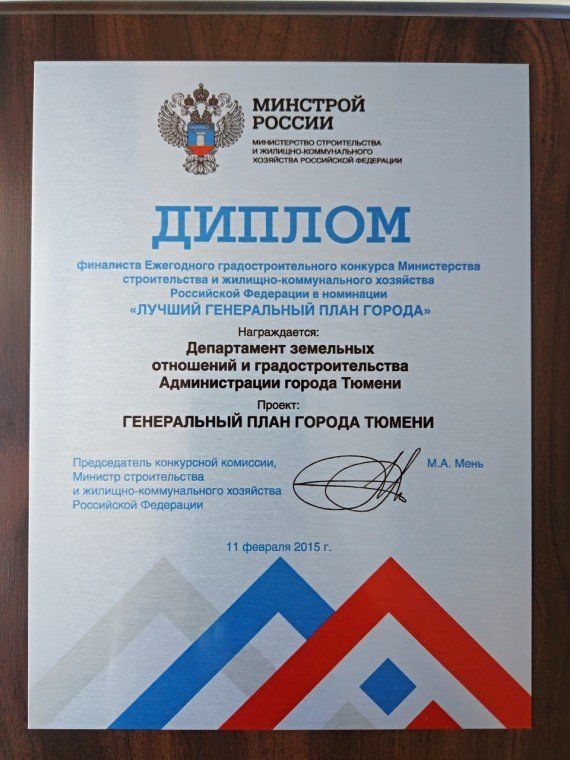 МИНСТРОЙ
РОССИИ
МИНИСТЕРСТВО СТРОИТЕЛЬСТВА
И ЖИЛИЩНО-КОММУНАЛЬНОГО
ХОЗЯЙСТВА РОССИЙСКОЙ ФЕДЕРАЦИИ
ДИПЛОМ
финалиста Ежегодного градостроительного конкурса Министерства
строительства и жилищно-коммунального хозяйства
Российской Федерации в номинации
«ЛУЧШИЙ ГЕНЕРАЛЬНЫЙ ПЛАН ГОРОДА»
Награждается:
Департамент земельных
отношений и градостроительства
Администрации города Тюмени
Проект:
ГЕНЕРАЛЬНЫЙ ПЛАН ГОРОДА ТЮМЕНИ
Председатель конкурсной комиссии,
Министр строительства
и жилищно-коммунального хозяйства
Российской Федерации
М.А. Мень
11 февраля 2015 г.